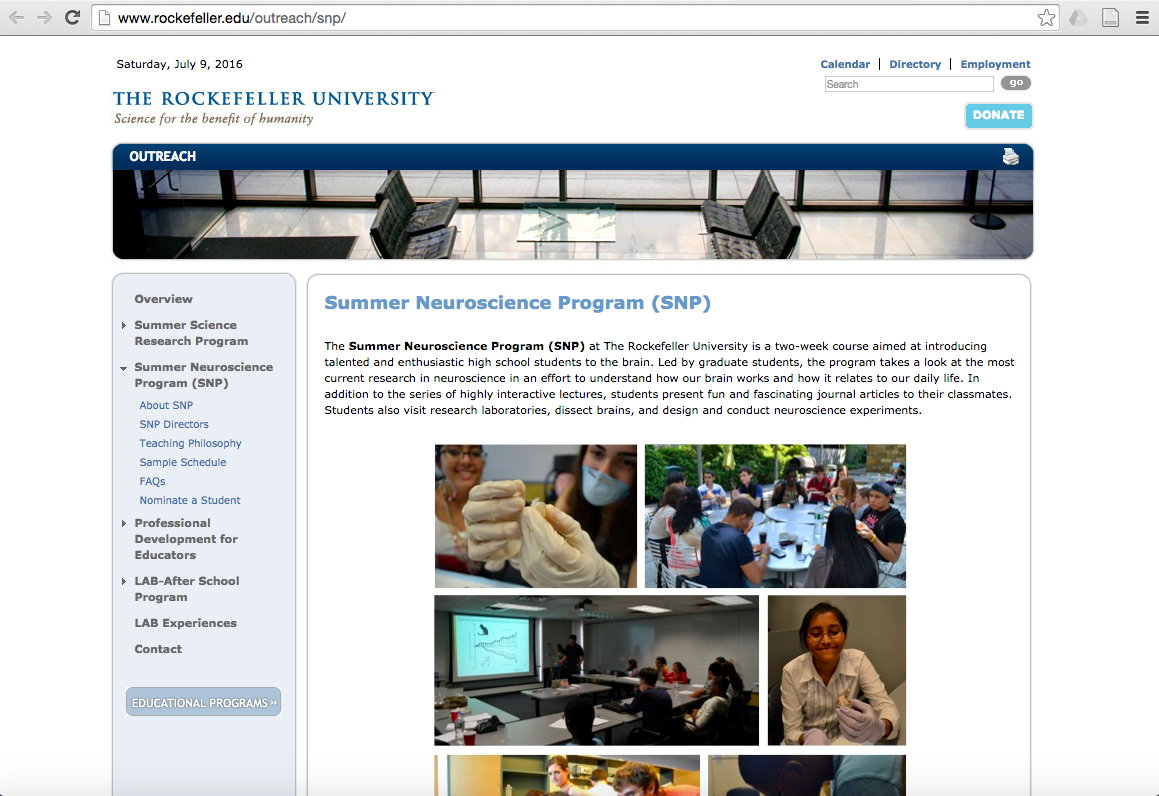 www.rockefeller.edu/outreach/snp/
Saturday, July 9, 2016
Calendar | Directory | Employment
Search
go
THE ROCKEFELLER UNIVERSITY
Science for the benefit of humanity
DONATE
OUTREACH
Overview
Summer Science
Research Program
Summer Neuroscience
Program (SNP)
About SNP
SNP Directors
Teaching Philosophy
Sample Schedule
FAQs
Nominate a Student
Professional
Development for
Educators
LAB-After School
Program
LAB Experiences
Contact
EDUCATIONAL PROGRAMS »
Summer Neuroscience Program (SNP)
The Summer Neuroscience Program (SNP) at The Rockefeller University is a two-week course aimed at introducing
talented and enthusiastic high school students to the brain. Led by graduate students, the program takes a look at the most
current research in neuroscience in an effort to understand how our brain works and how it relates to our daily life. In
addition to the series of highly interactive lectures, students present fun and fascinating journal articles to their classmates.
Students also visit research laboratories, dissect brains, and design and conduct neuroscience experiments.